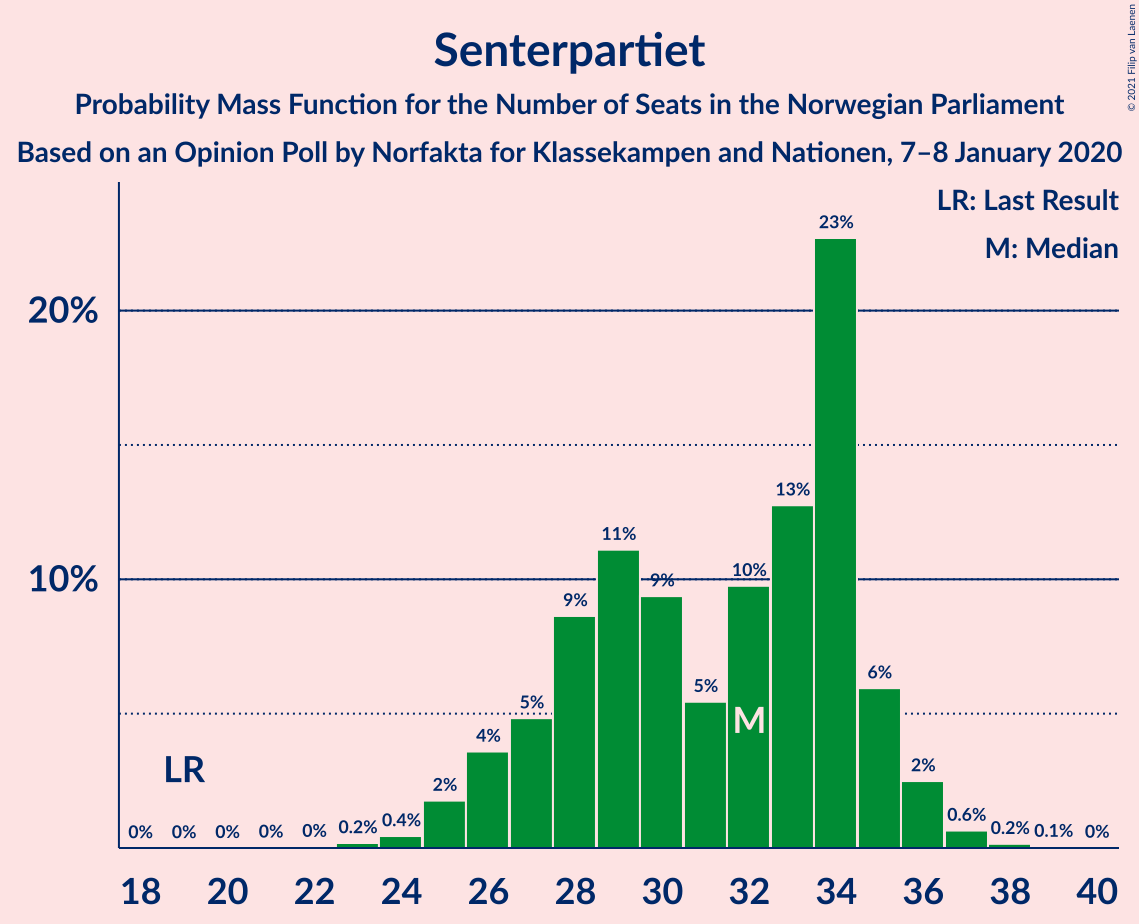 Senterpartiet
Probability Mass Function for the Number of Seats in the Norwegian Parliament
Based on an Opinion Poll by Norfakta for Klassekampen and Nationen, 7–8 January 2020
© 2021 Filip van Laenen
LR: Last Result
M: Median
20%
10%
LR
M
0% 0% 0% 0% 0% 0.2% 0.4% 2% 4% 5% 9% 11% 9% 5% 10% 13% 23% 6% 2% 0.6% 0.2% 0.1% 0%
18 20 22 24 26 28 30 32 34 36 38 40